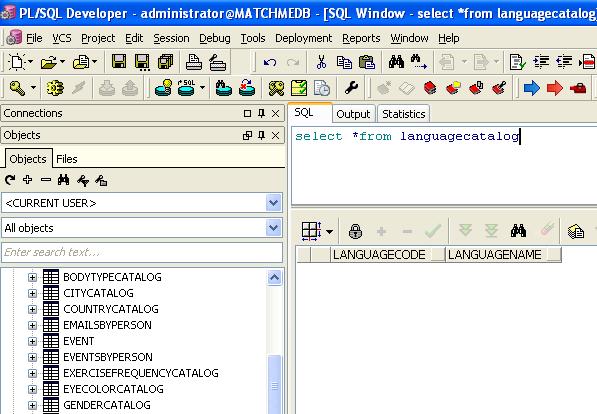 PL/SQL Developer - administrator@MATCHMEDB - [SQL Window - select *from languagecatalog
File Project Edit Session Debug Tools Deployment Reports Window Help
SQL
Connections
Objects
Objects Files
<CURRENT USER>
All objects
Enter search text...
BODYTYPECATALOG
CITYCATALOG
COUNTRYCATALOG
EMAILSBYPERSON
EVENT
EVENTSBYPERSON
EXERCISEFREQUENCYCATALOG
EYECOLORCATALOG
GENDERCATALOG
SQL Output Statistics
select *from languagecatalog
LANGUAGECODE LANGUAGENAME